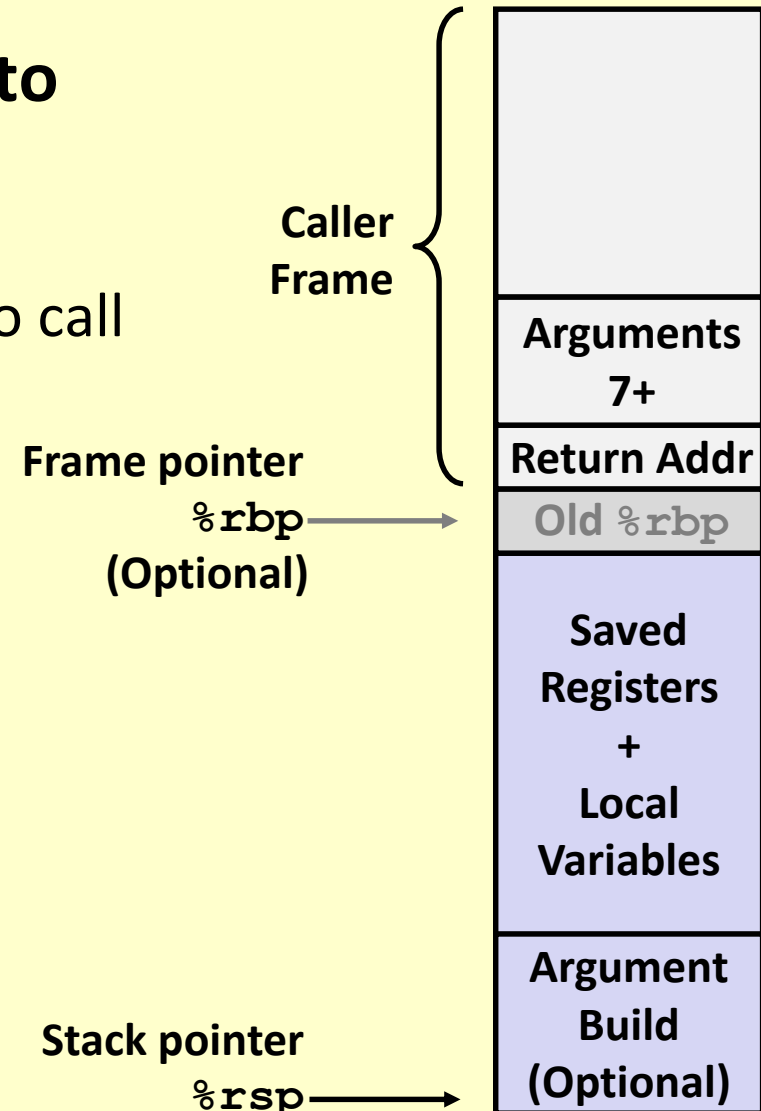 to
Caller
Frame
o call
Arguments
7+
Frame pointer
%rbp
(Optional)
Return Addr
Old %rbp
Saved
Registers
+
Local
Variables
Argument
Build
(Optional)
Stack pointer
%rsp